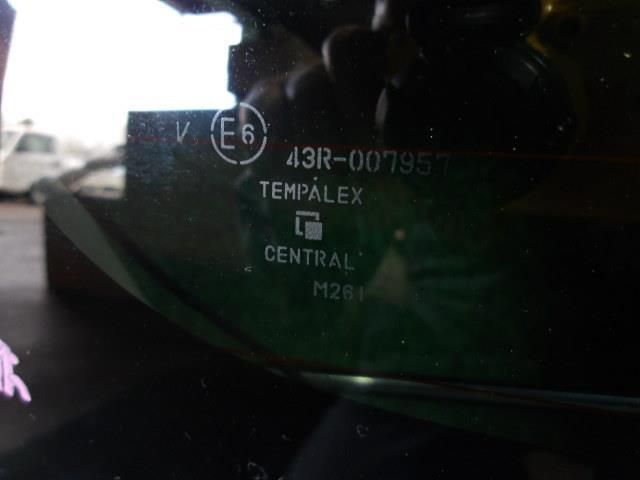 V E6 43R-007957
TEMPALEX
CENTRAL
M261